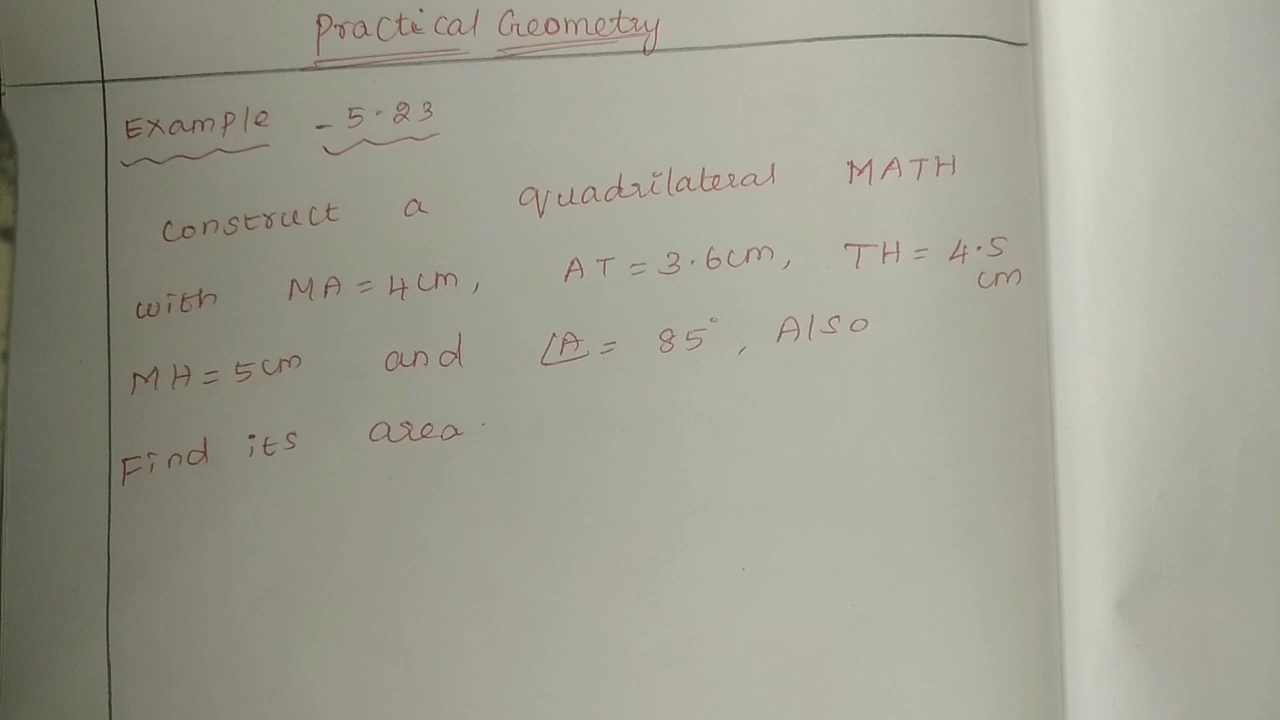 Practical Geometry
Example - 5.23
construct a quadrilateral MATH
with MA = 4cm, AT = 3.6cm, TH = 4.5
cm
MH = 5cm and ∠A = 85°, Also
Find its area.